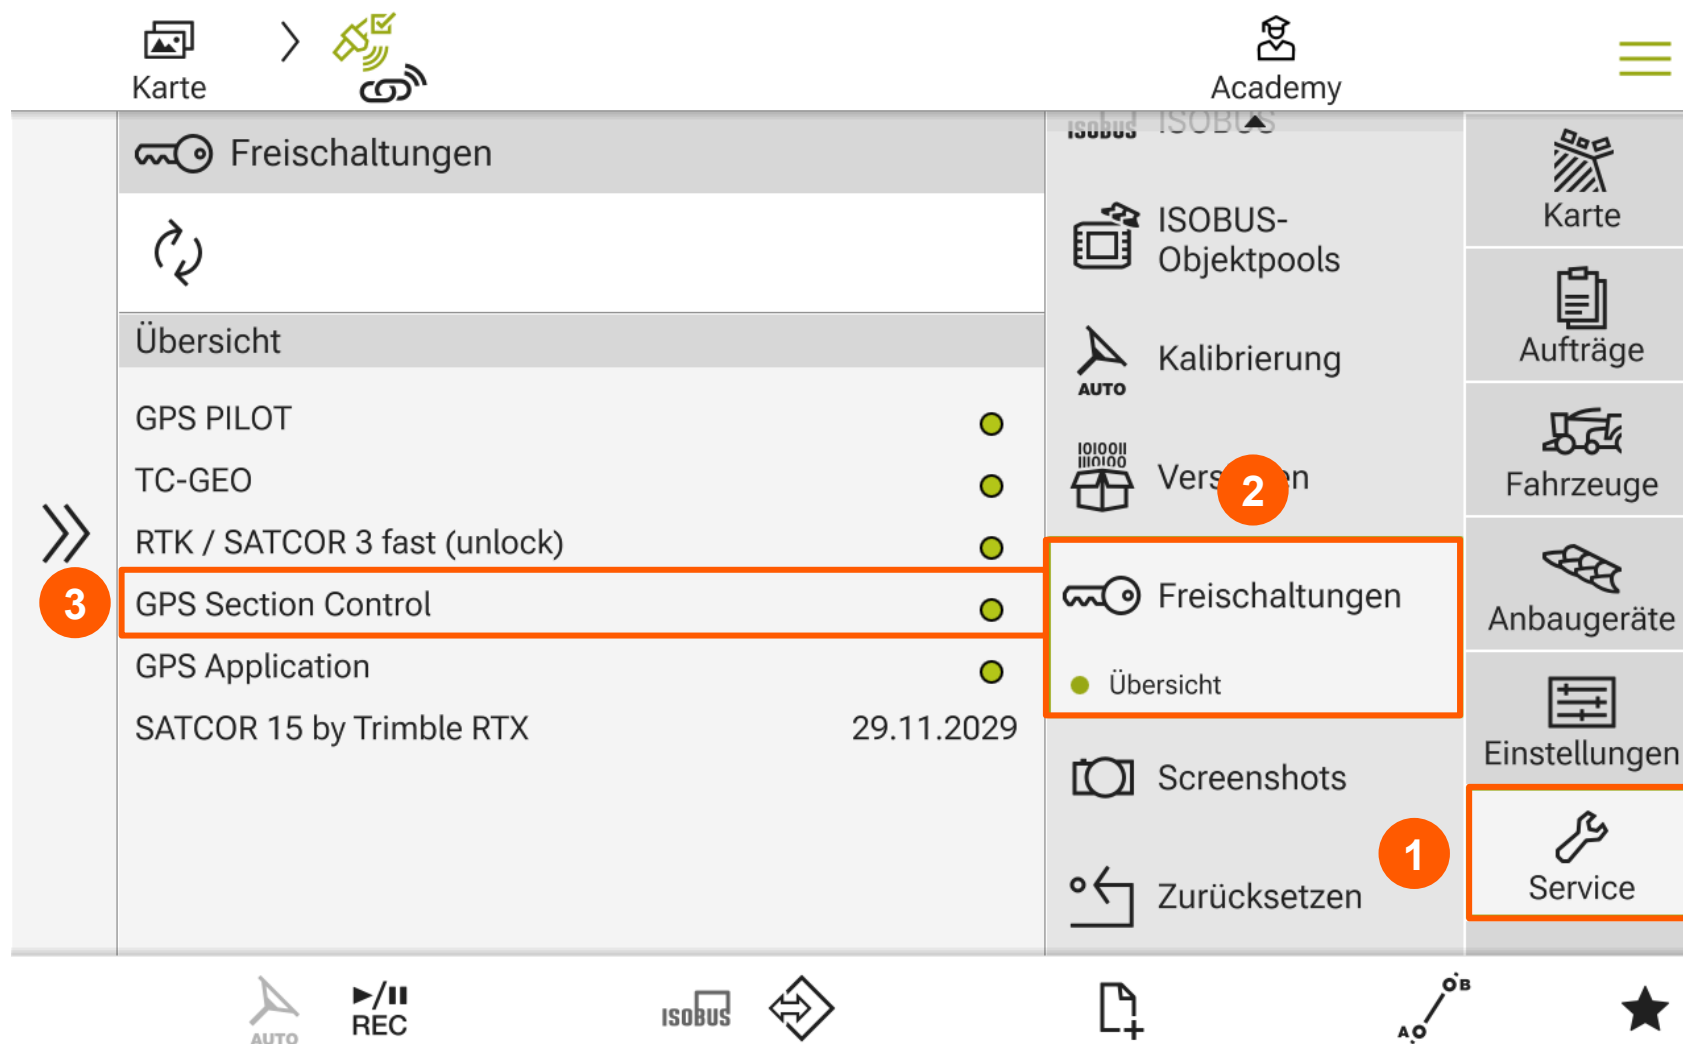 Karte
Academy
Freischaltungen
Übersicht
GPS PILOT
TC-GEO
RTK / SATCOR 3 fast (unlock)
3
GPS Section Control
GPS Application
SATCOR 15 by Trimble RTX
29.11.2029
ISOBUS ISOBUS
ISOBUS-
Objektpools
AUTO
Kalibrierung
2
Freischaltungen
Übersicht
Screenshots
Zurücksetzen
Karte
Aufträge
Fahrzeuge
Anbaugeräte
Einstellungen
1
Service
AUTO
▶/II
REC
ISOBUS
A B